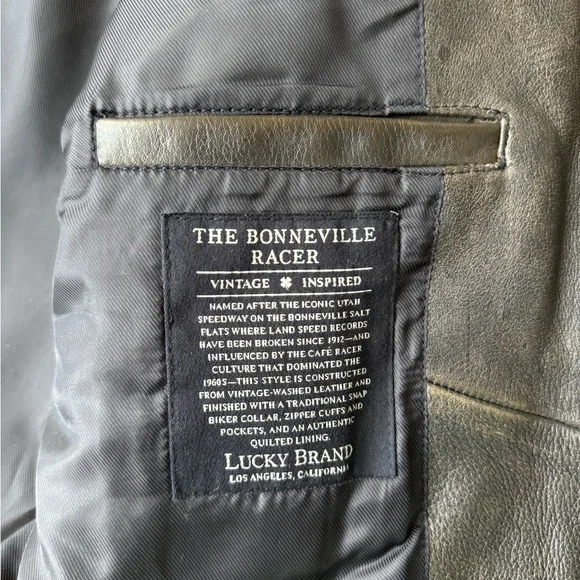 THE BONNEVILLE
RACER
VINTAGE INSPIRED
NAMED AFTER THE ICONIC UTAH
SPEEDWAY ON THE BONNEVILLE SALT
FLATS WHERE LAND SPEED RECORDS
HAVE BEEN BROKEN SINCE 1912—AND
INFLUENCED BY THE CAFÉ RACER
CULTURE THAT DOMINATED THE
1960S—THIS STYLE IS CONSTRUCTED
FROM VINTAGE-WASHED LEATHER AND
FINISHED WITH A TRADITIONAL SNAP
BIKER COLLAR, ZIPPER CUFFS AND
POCKETS, AND AN AUTHENTIC
QUILTED LINING.
LUCKY BRAND
LOS ANGELES, CALIFORNIA